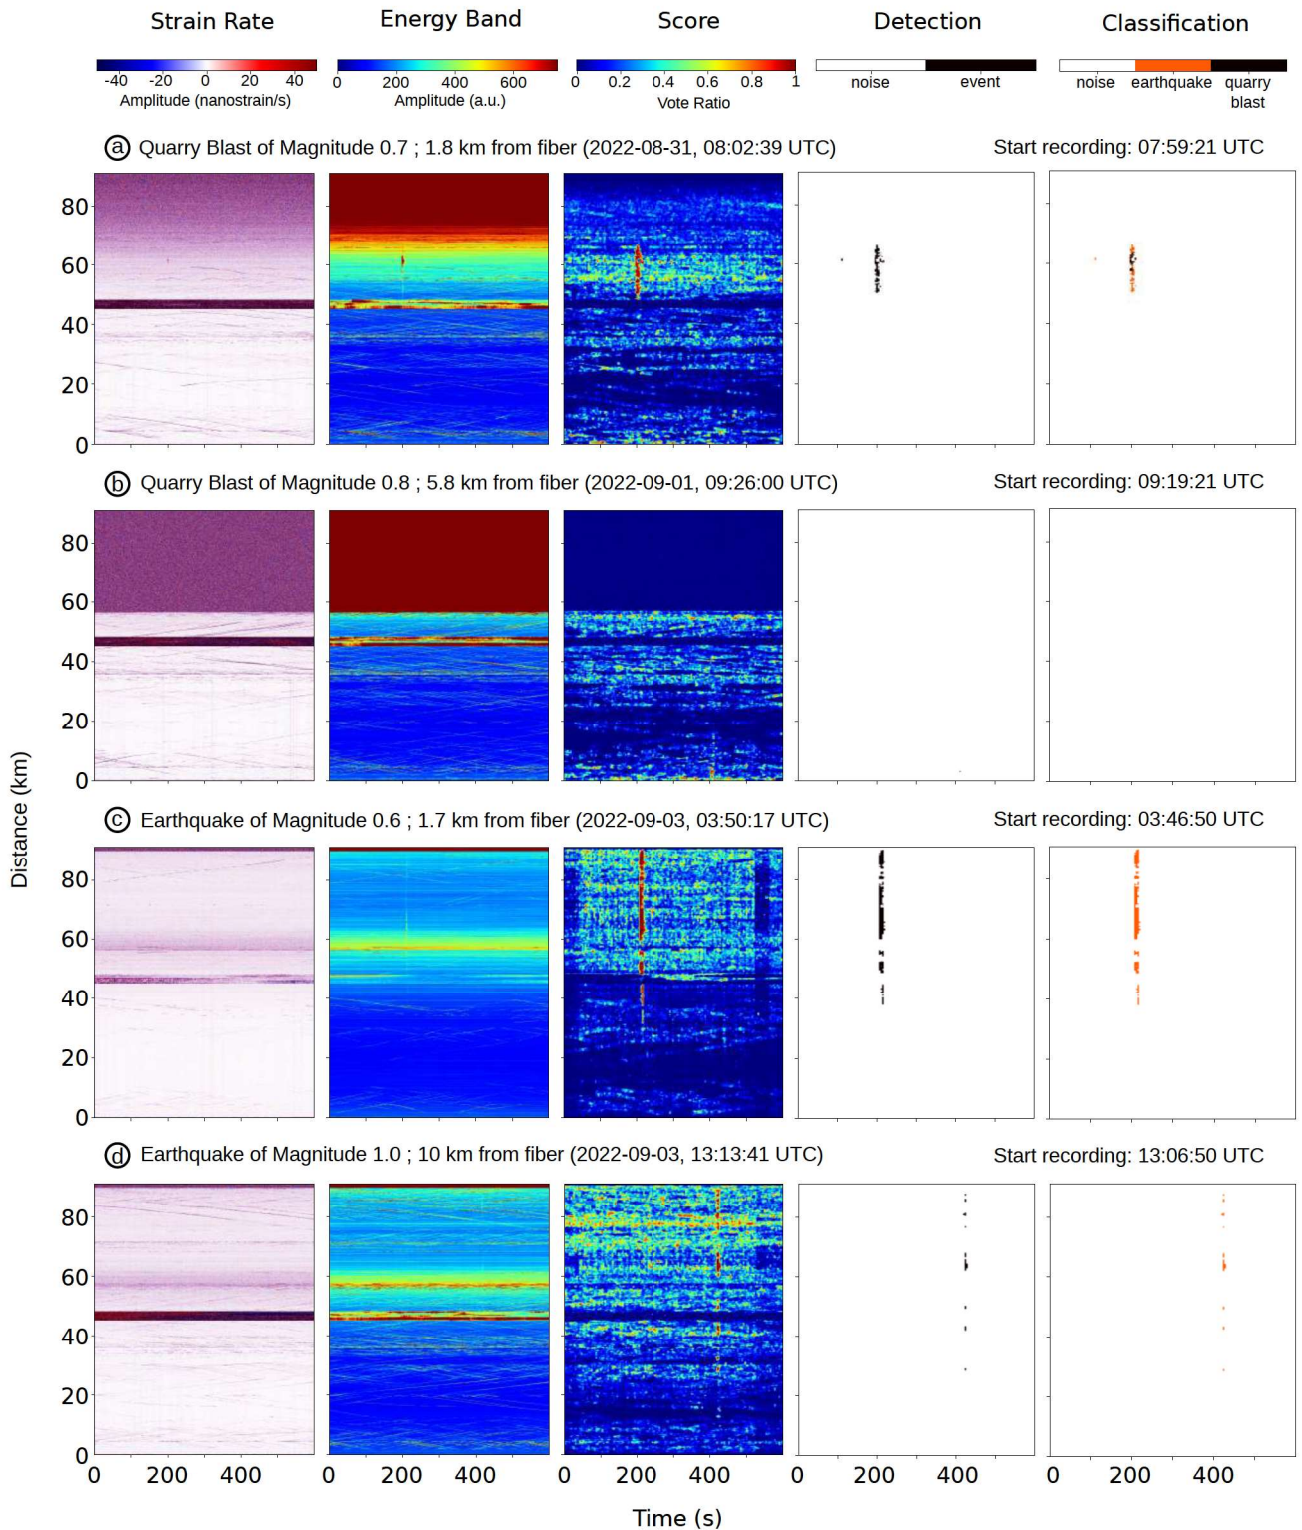 Strain Rate Energy Band Score Detection Classification
-40 -20 0 20 40 0 200 400 600 0 0.2 0.4 0.6 0.8 1 noise event noise earthquake quarry blast
Amplitude (nanostrain/s) Amplitude (a.u.) Vote Ratio
a Quarry Blast of Magnitude 0.7 ; 1.8 km from fiber (2022-08-31, 08:02:39 UTC) Start recording: 07:59:21 UTC
80
60
40
20
0
b Quarry Blast of Magnitude 0.8 ; 5.8 km from fiber (2022-09-01, 09:26:00 UTC) Start recording: 09:19:21 UTC
80
60
40
20
0
Distance (km)
c Earthquake of Magnitude 0.6 ; 1.7 km from fiber (2022-09-03, 03:50:17 UTC) Start recording: 03:46:50 UTC
80
60
40
20
0
d Earthquake of Magnitude 1.0 ; 10 km from fiber (2022-09-03, 13:13:41 UTC) Start recording: 13:06:50 UTC
80
60
40
20
0
0 200 400 0 200 400 0 200 400 0 200 400 0 200 400
Time (s)